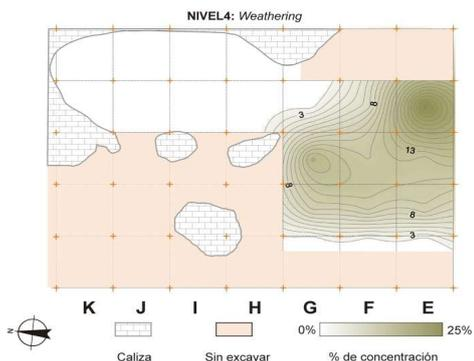 NIVEL4: Weathering
3
8
13
8
8
3
K J I H G F E
N
0% 25%
Caliza Sin excavar % de concentración